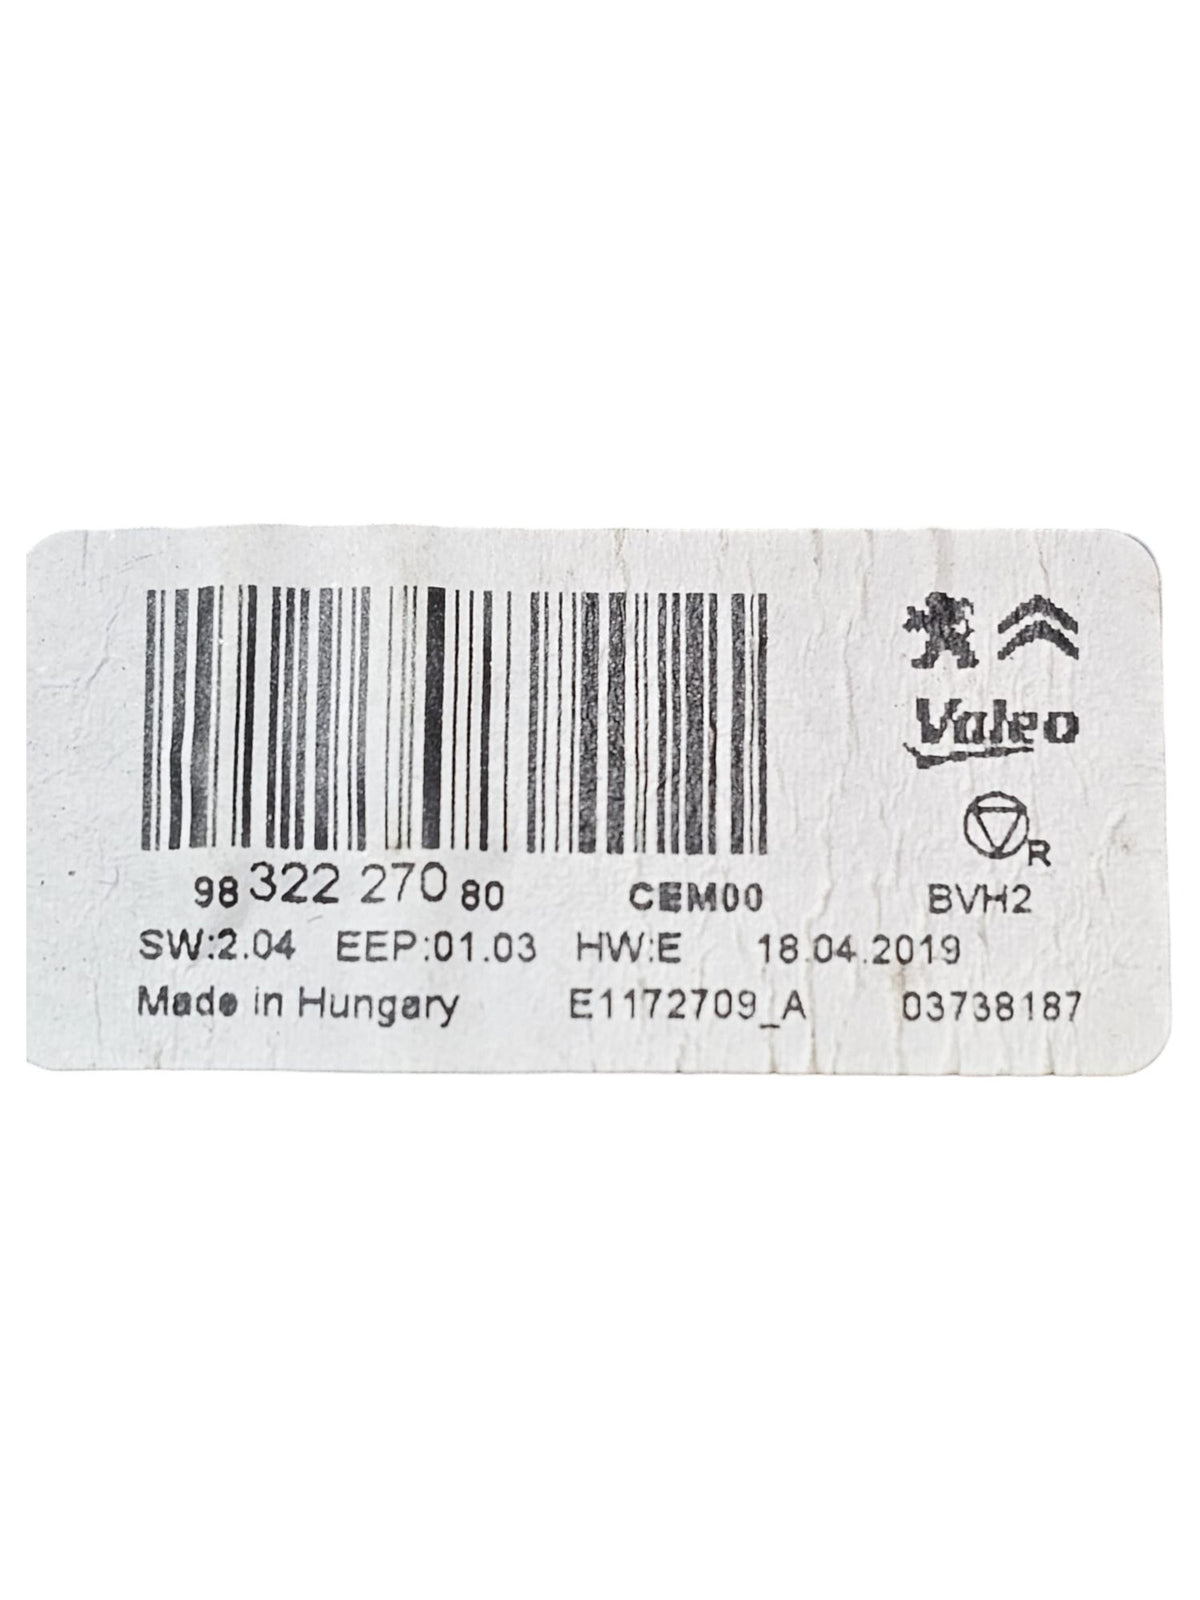 Valeo
R
98 322 270 80 CEM00 BVH2
SW:2.04 EEP:01.03 HW:E 18.04.2019
Made in Hungary E1172709_A 03738187